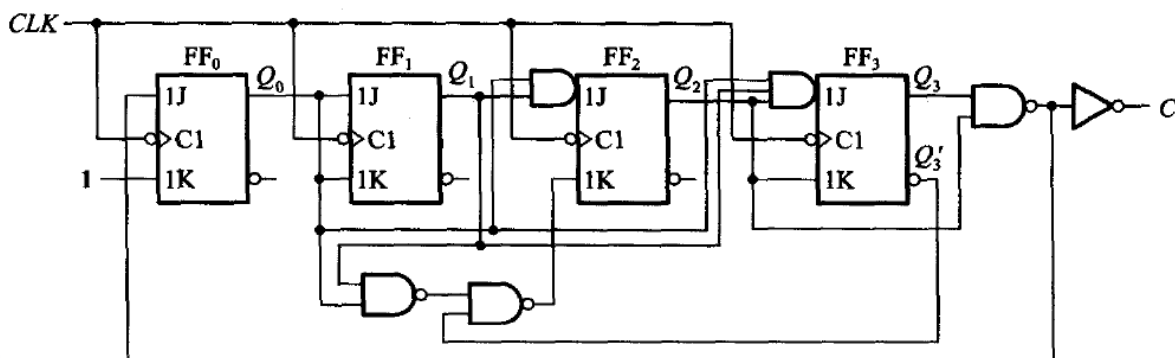 CLK
FF₀
Q₀
FF₁
Q₁
FF₂
Q₂
FF₃
Q₃
1J
1J
1J
1J
C1
C1
C1
C1
C
Q₃′
1
1K
1K
1K
1K